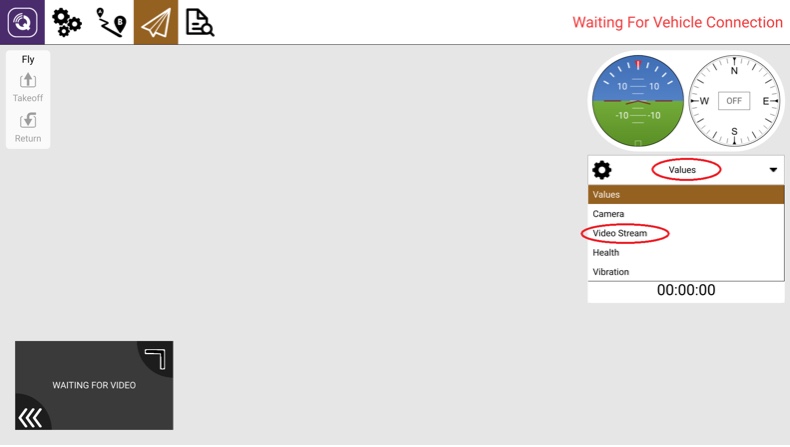 Waiting For Vehicle Connection
B
Fly
Takeoff
Return
10 10
-10 -10
N
W OFF E
S
Values
Values
Camera
Video Stream
Health
Vibration
00:00:00
WAITING FOR VIDEO